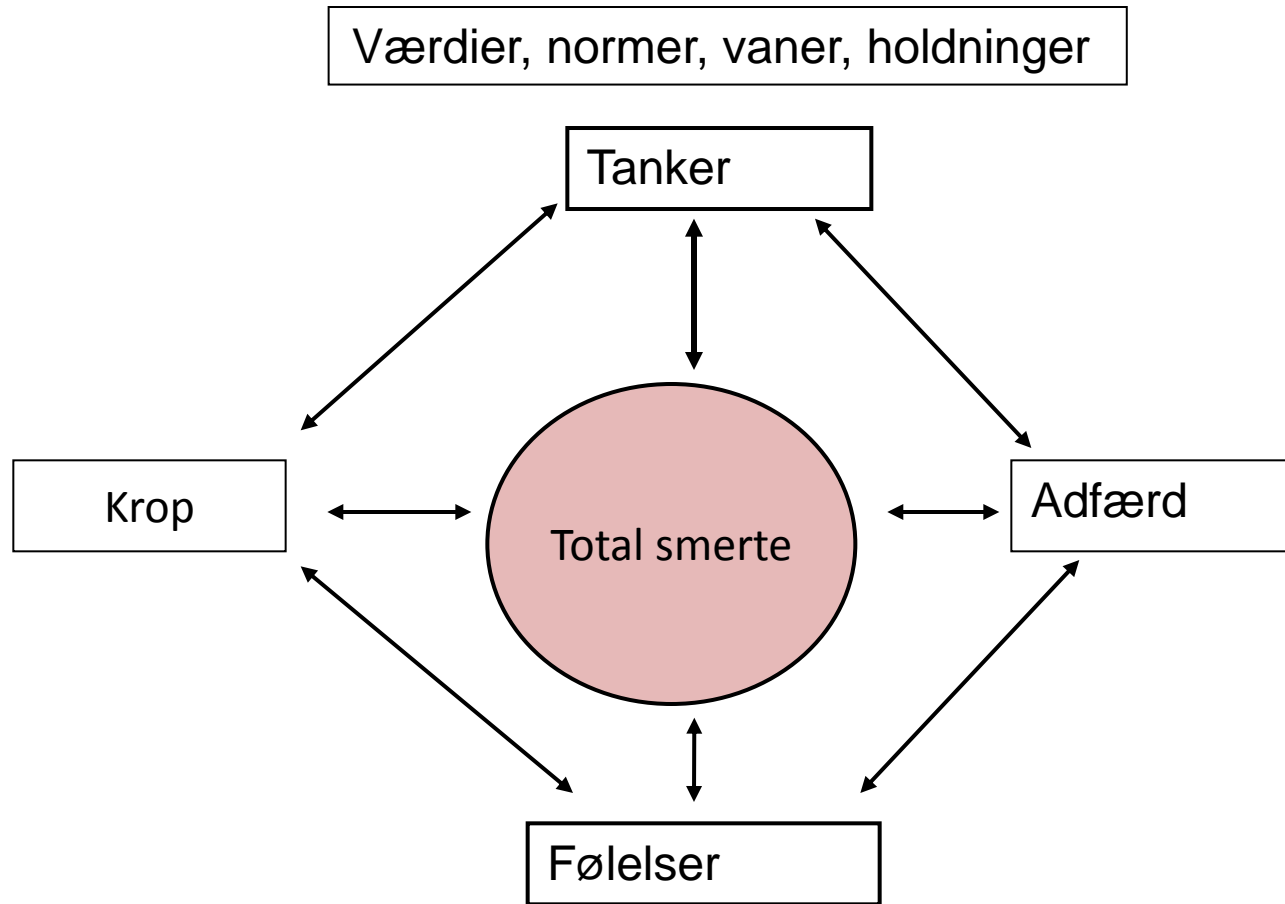 Værdier, normer, vaner, holdninger
Tanker
Krop
Total smerte
Adfærd
Følelser